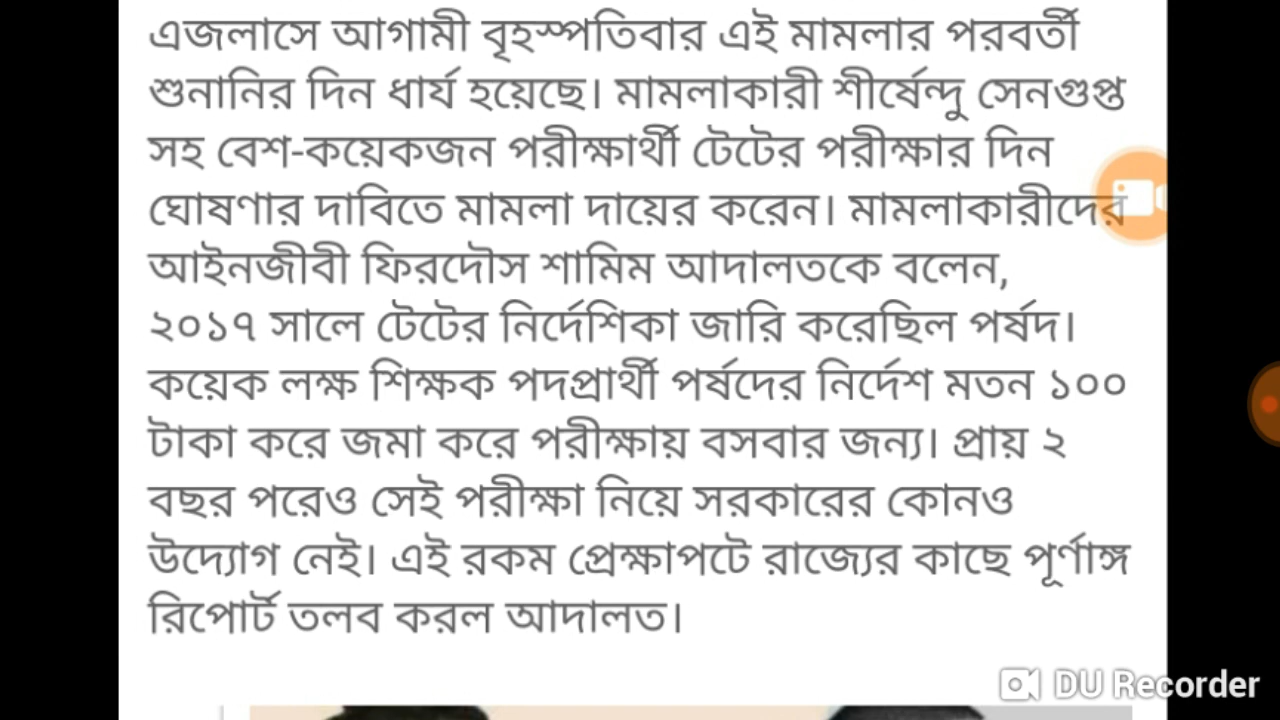 এজলাসে আগামী বৃহস্পতিবার এই মামলার পরবর্তী
শুনানির দিন ধার্য হয়েছে। মামলাকারী শীর্ষেন্দু সেনগুপ্ত
সহ বেশ-কয়েকজন পরীক্ষার্থী টেটের পরীক্ষার দিন
ঘোষণার দাবিতে মামলা দায়ের করেন। মামলাকারীদের
আইনজীবী ফিরদৌস শামিম আদালতকে বলেন,
২০১৭ সালে টেটের নির্দেশিকা জারি করেছিল পর্ষদ।
কয়েক লক্ষ শিক্ষক পদপ্রার্থী পর্ষদের নির্দেশ মতন ১০০
টাকা করে জমা করে পরীক্ষায় বসবার জন্য। প্রায় ২
বছর পরেও সেই পরীক্ষা নিয়ে সরকারের কোনও
উদ্যোগ নেই। এই রকম প্রেক্ষাপটে রাজ্যের কাছে পূর্ণাঙ্গ
রিপোর্ট তলব করল আদালত।
DU Recorder